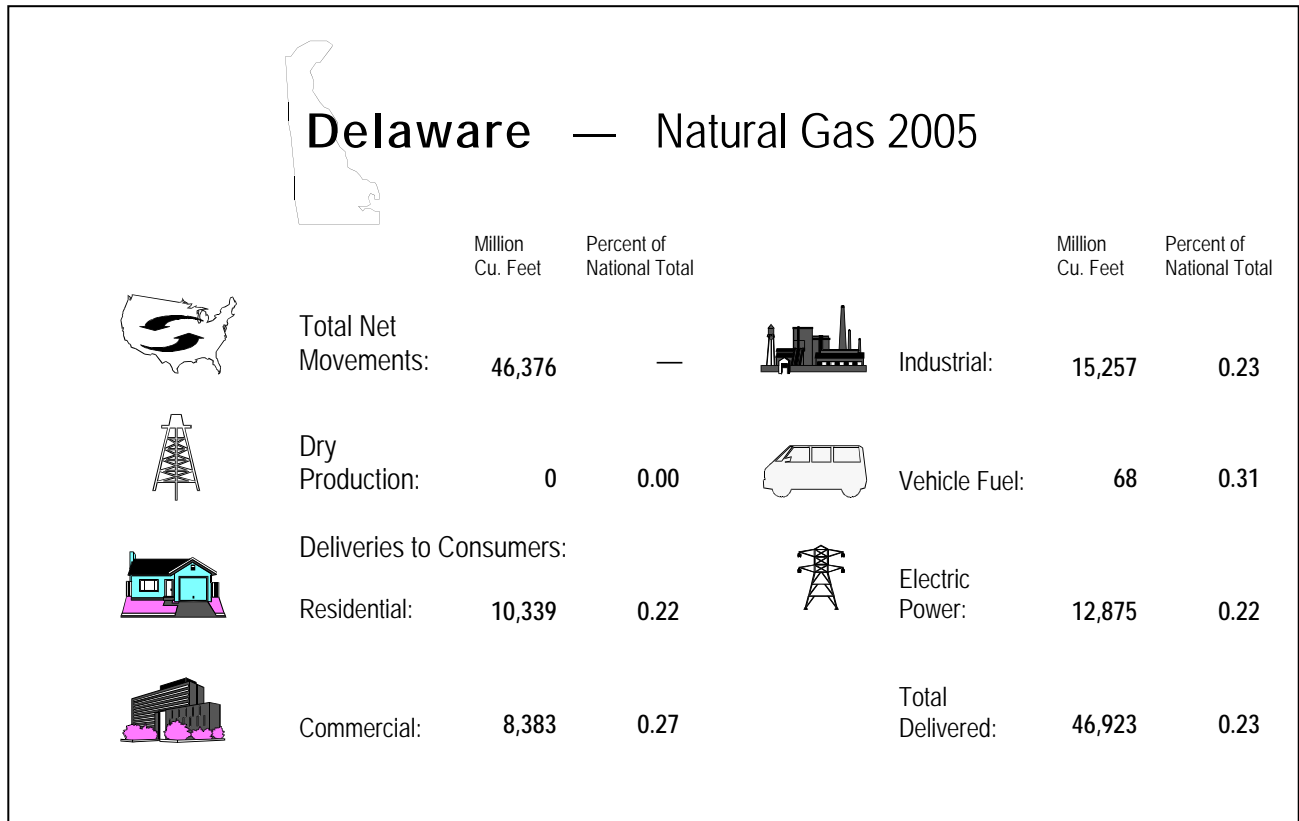 Delaware — Natural Gas 2005
Million
Cu. Feet
Percent of
National Total
Total Net
Movements: 46,376 —
Dry
Production: 0 0.00
Deliveries to Consumers:
Residential: 10,339 0.22
Commercial: 8,383 0.27
Million
Cu. Feet
Percent of
National Total
Industrial: 15,257 0.23
Vehicle Fuel: 68 0.31
Electric
Power: 12,875 0.22
Total
Delivered: 46,923 0.23